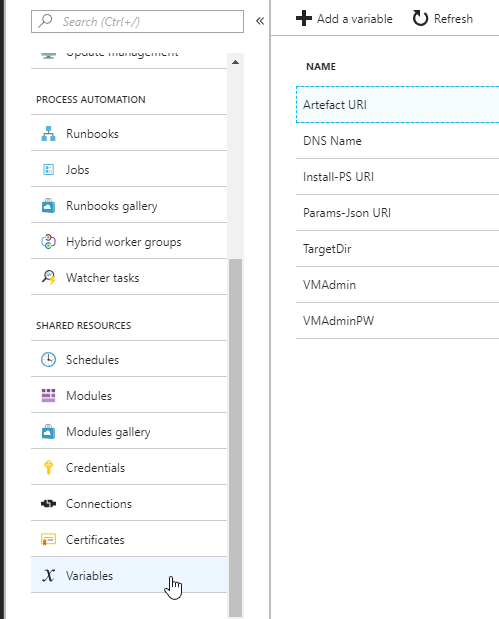 Search (Ctrl+/)
«
Update management
PROCESS AUTOMATION
Runbooks
Jobs
Runbooks gallery
Hybrid worker groups
Watcher tasks
SHARED RESOURCES
Schedules
Modules
Modules gallery
Credentials
Connections
Certificates
Variables
Add a variable Refresh
NAME
Artefact URI
DNS Name
Install-PS URI
Params-Json URI
TargetDir
VMAdmin
VMAdminPW